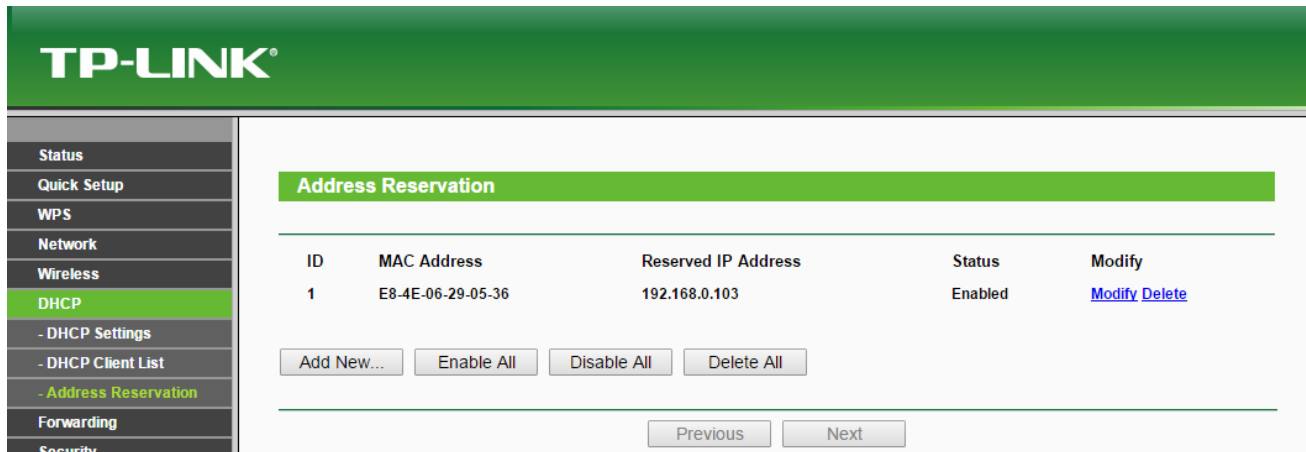 TP-LINK®
Status
Quick Setup
WPS
Network
Wireless
DHCP
- DHCP Settings
- DHCP Client List
- Address Reservation
Forwarding
Security
Address Reservation
ID MAC Address Reserved IP Address Status Modify
1 E8-4E-06-29-05-36 192.168.0.103 Enabled Modify Delete
Add New... Enable All Disable All Delete All
Previous Next